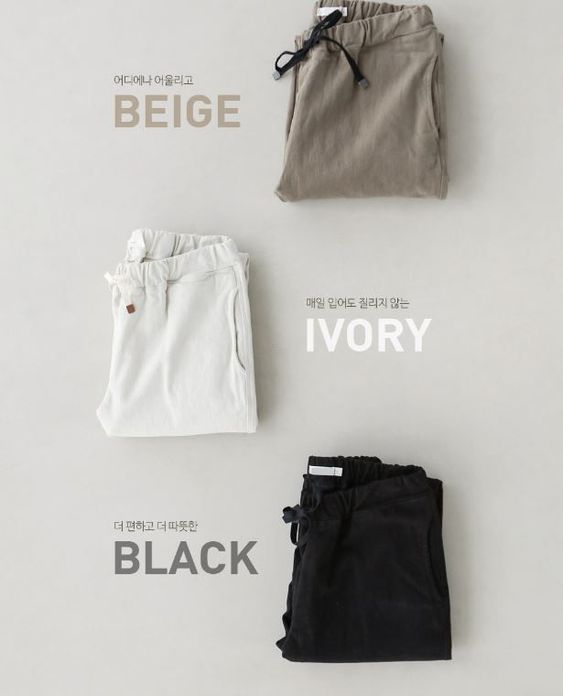 어디에나 어울리고
BEIGE
매일 입어도 질리지 않는
IVORY
더 편하고 더 따뜻한
BLACK